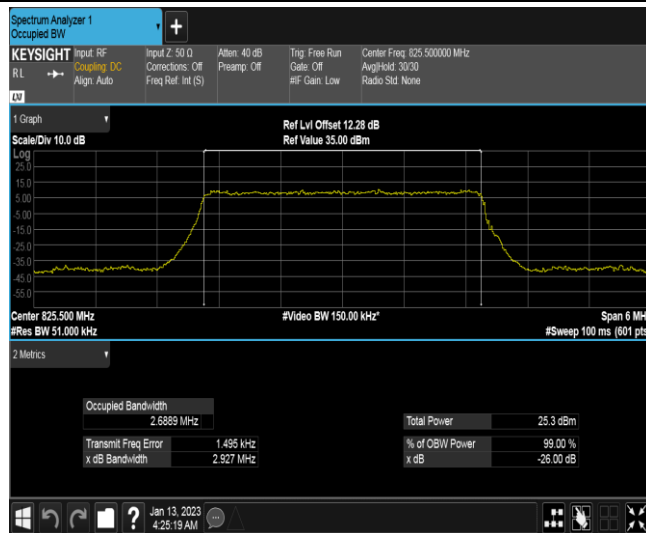 Spectrum Analyzer 1
Occupied BW
+
KEYSIGHT
RL
Input: RF
Coupling: DC
Align: Auto
Input Z: 50 Ω
Corrections: Off
Freq Ref: Int (S)
Atten: 40 dB
Preamp: Off
Trig: Free Run
Gate: Off
#IF Gain: Low
Center Freq: 825.500000 MHz
Avg|Hold: 30/30
Radio Std: None
LXI
1 Graph
Scale/Div 10.0 dB
Ref Lvl Offset 12.28 dB
Ref Value 35.00 dBm
Log
25.0
15.0
5.00
-5.00
-15.0
-25.0
-35.0
-45.0
-55.0
Center 825.500 MHz
#Res BW 51.000 kHz
#Video BW 150.00 kHz*
Span 6 MH
#Sweep 100 ms (601 pts
2 Metrics
Occupied Bandwidth
2.6889 MHz
Transmit Freq Error 1.495 kHz
x dB Bandwidth 2.927 MHz
Total Power 25.3 dBm
% of OBW Power 99.00 %
x dB -26.00 dB
?
Jan 13, 2023
4:25:19 AM